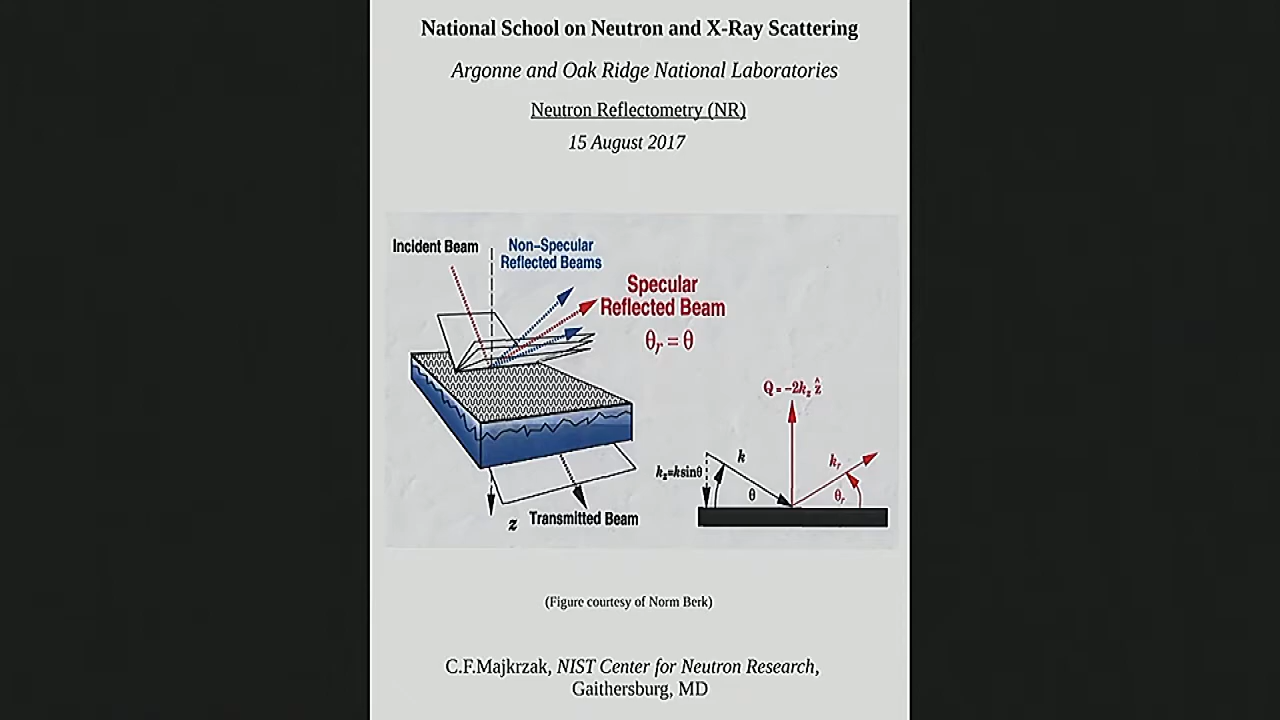 National School on Neutron and X-Ray Scattering
Argonne and Oak Ridge National Laboratories
Neutron Reflectometry (NR)
15 August 2017
Incident Beam
Non-Specular
Reflected Beams
Specular
Reflected Beam
θr = θ
Q = -2kz ẑ
k
kr
kz=ksinθ
θ
θr
z
Transmitted Beam
(Figure courtesy of Norm Berk)
C.F.Majkrzak, NIST Center for Neutron Research,
Gaithersburg, MD